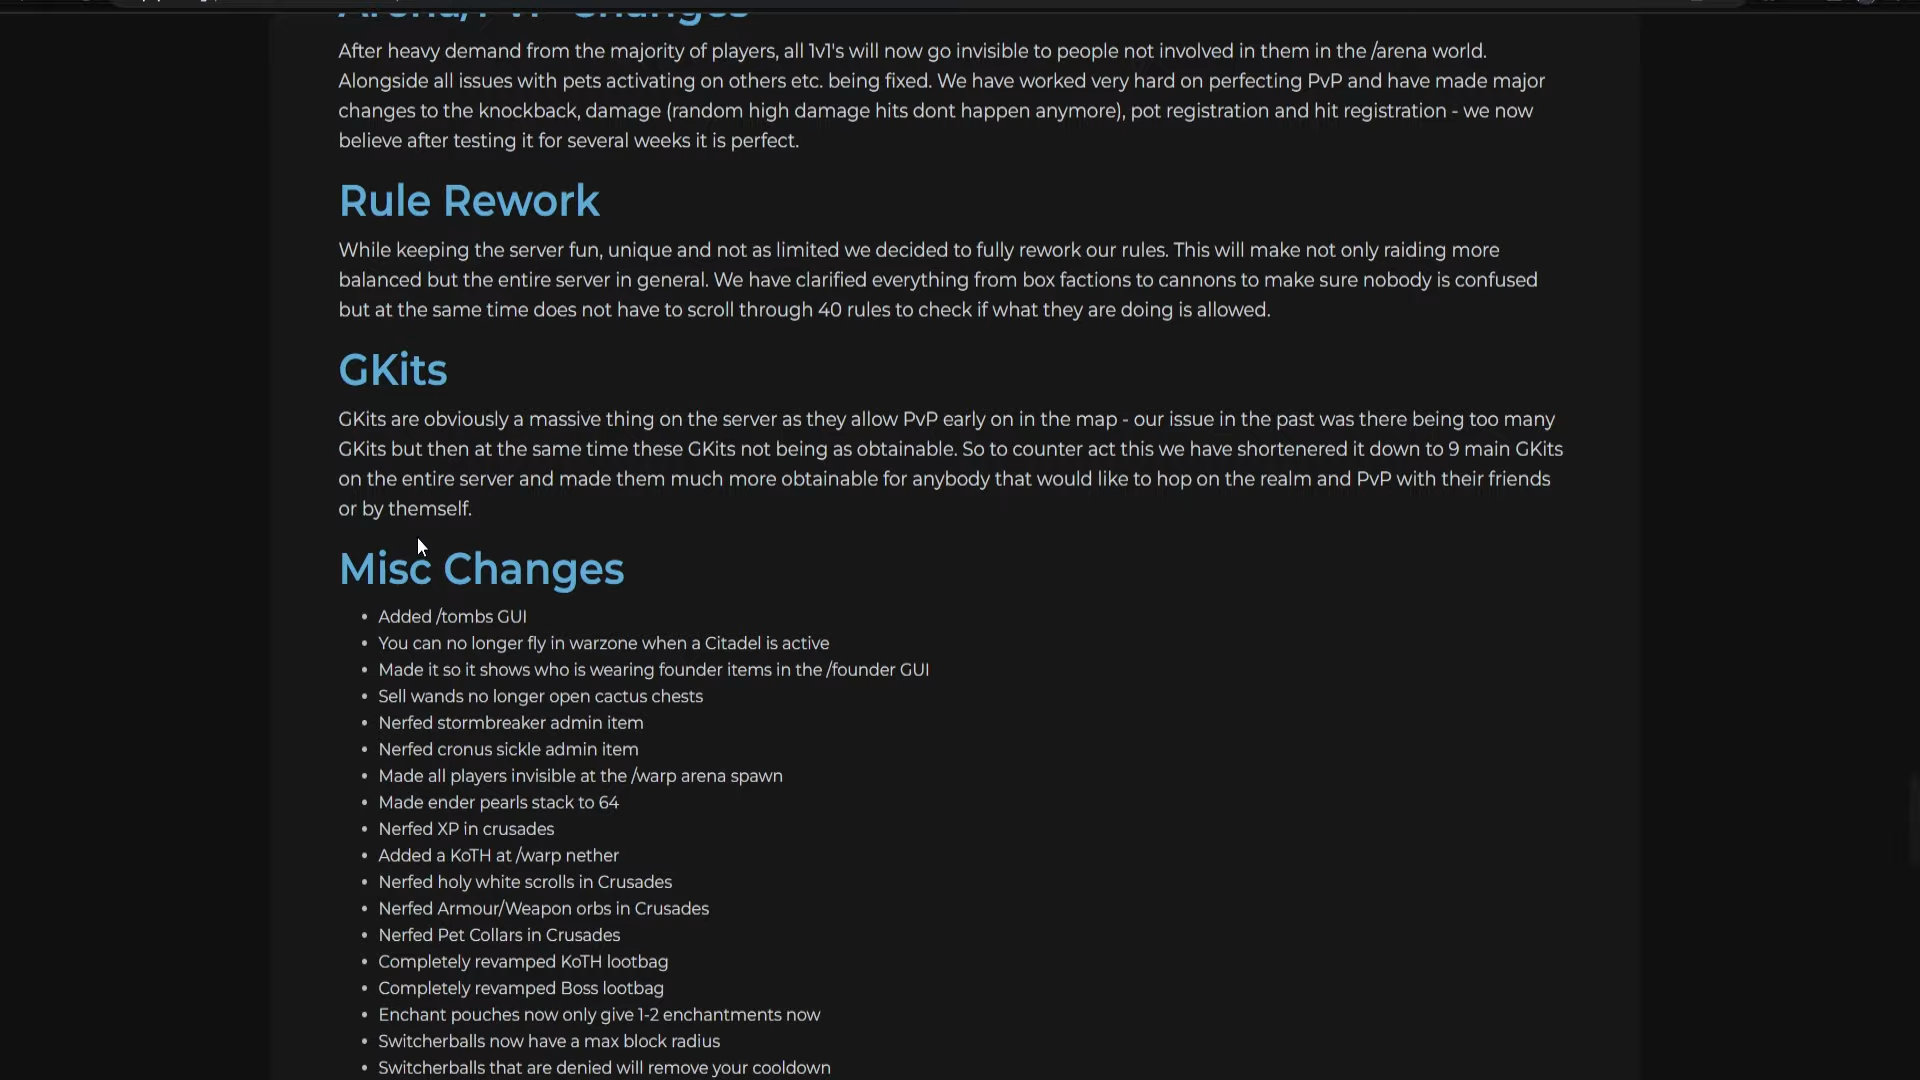 Arena/PvP Changes
After heavy demand from the majority of players, all 1v1's will now go invisible to people not involved in them in the /arena world.
Alongside all issues with pets activating on others etc. being fixed. We have worked very hard on perfecting PvP and have made major
changes to the knockback, damage (random high damage hits dont happen anymore), pot registration and hit registration - we now
believe after testing it for several weeks it is perfect.
Rule Rework
While keeping the server fun, unique and not as limited we decided to fully rework our rules. This will make not only raiding more
balanced but the entire server in general. We have clarified everything from box factions to cannons to make sure nobody is confused
but at the same time does not have to scroll through 40 rules to check if what they are doing is allowed.
GKits
GKits are obviously a massive thing on the server as they allow PvP early on in the map - our issue in the past was there being too many
GKits but then at the same time these GKits not being as obtainable. So to counter act this we have shortenered it down to 9 main GKits
on the entire server and made them much more obtainable for anybody that would like to hop on the realm and PvP with their friends
or by themself.
Misc Changes
• Added /tombs GUI
• You can no longer fly in warzone when a Citadel is active
• Made it so it shows who is wearing founder items in the /founder GUI
• Sell wands no longer open cactus chests
• Nerfed stormbreaker admin item
• Nerfed cronus sickle admin item
• Made all players invisible at the /warp arena spawn
• Made ender pearls stack to 64
• Nerfed XP in crusades
• Added a KoTH at /warp nether
• Nerfed holy white scrolls in Crusades
• Nerfed Armour/Weapon orbs in Crusades
• Nerfed Pet Collars in Crusades
• Completely revamped KoTH lootbag
• Completely revamped Boss lootbag
• Enchant pouches now only give 1-2 enchantments now
• Switcherballs now have a max block radius
• Switcherballs that are denied will remove your cooldown